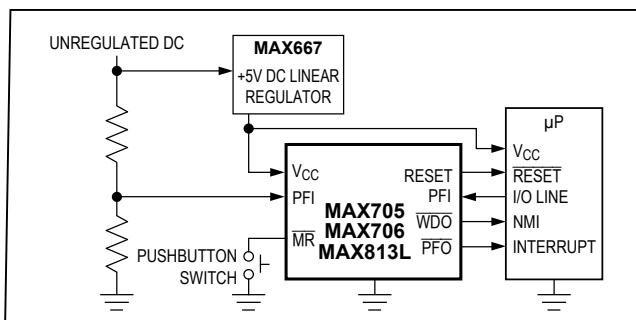 UNREGULATED DC
MAX667
+5V DC LINEAR
REGULATOR
µP
VCC
RESET
I/O LINE
NMI
INTERRUPT
VCC
PFI
MR
RESET
PFI
WDO
PFO
MAX705
MAX706
MAX813L
PUSHBUTTON
SWITCH